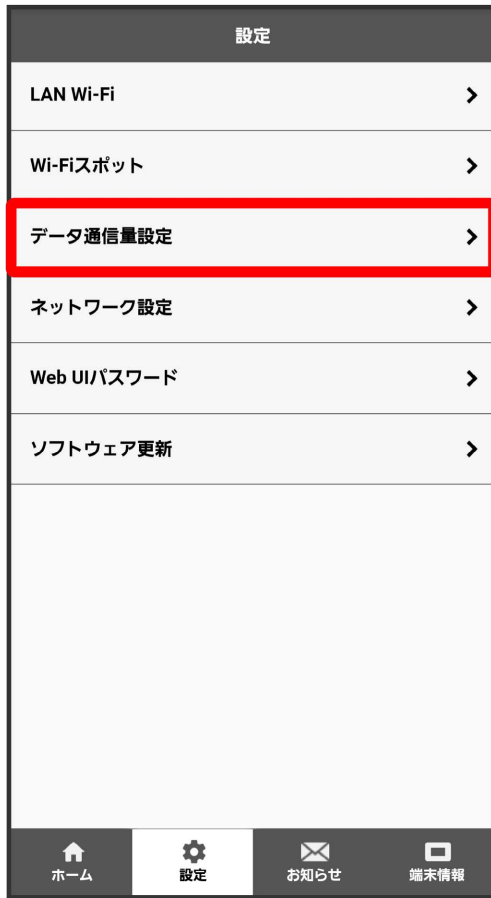 設定
LAN Wi-Fi
Wi-Fiスポット
データ通信量設定
ネットワーク設定
Web UIパスワード
ソフトウェア更新
ホーム
設定
お知らせ
端末情報